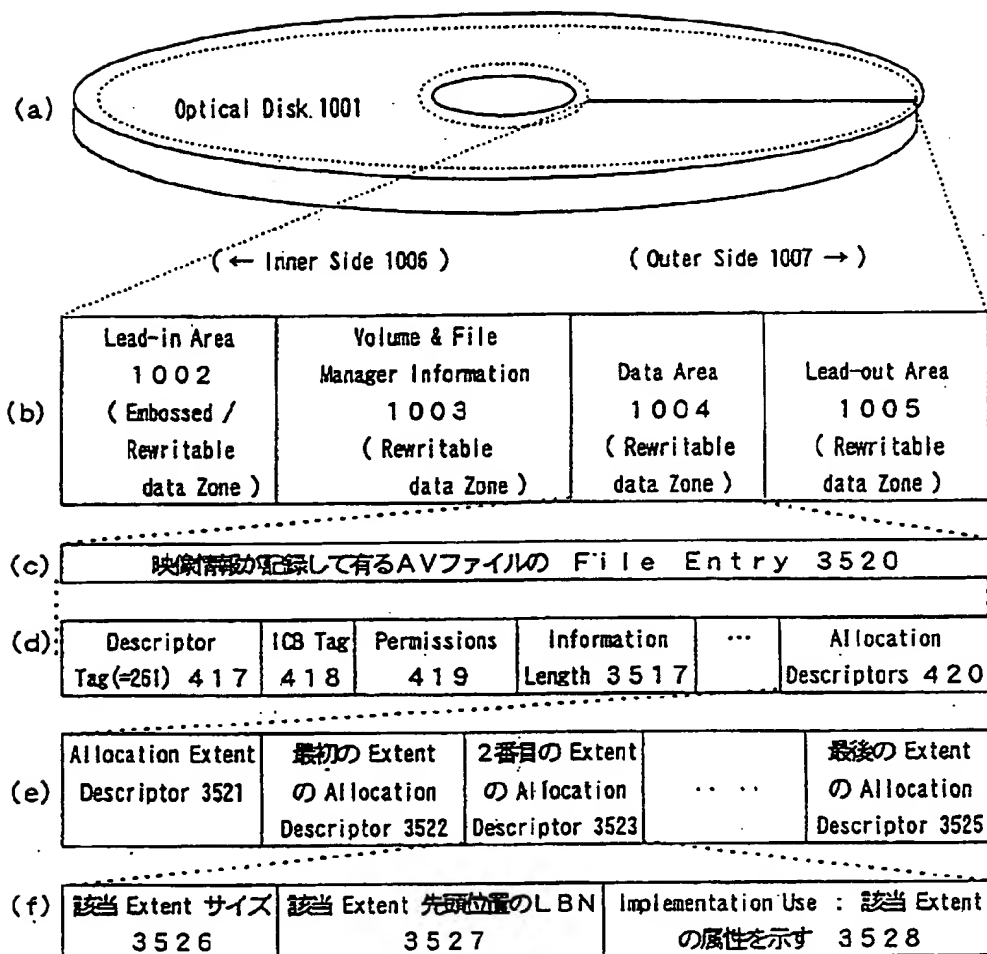 (a)
Optical Disk 1001
(← Inner Side 1006 )
( Outer Side 1007 → )
(b)
Lead-in Area
1002
( Embossed /
Rewritable
data Zone )
Volume & File
Manager Information
1003
( Rewritable
data Zone )
Data Area
1004
( Rewritable
data Zone )
Lead-out Area
1005
( Rewritable
data Zone )
(c)
映像情報が記録して有るAVファイルの File Entry 3520
(d)
Descriptor
Tag(=261) 417
ICB Tag
418
Permissions
419
Information
Length 3517
…
Allocation
Descriptors 420
(e)
Allocation Extent
Descriptor 3521
最初の Extent
の Allocation
Descriptor 3522
2番目の Extent
の Allocation
Descriptor 3523
‥ ‥
最後の Extent
の Allocation
Descriptor 3525
(f)
該当 Extent サイズ
3526
該当 Extent 先頭位置のLBN
3527
Implementation Use : 該当 Extent
の属性を示す 3528